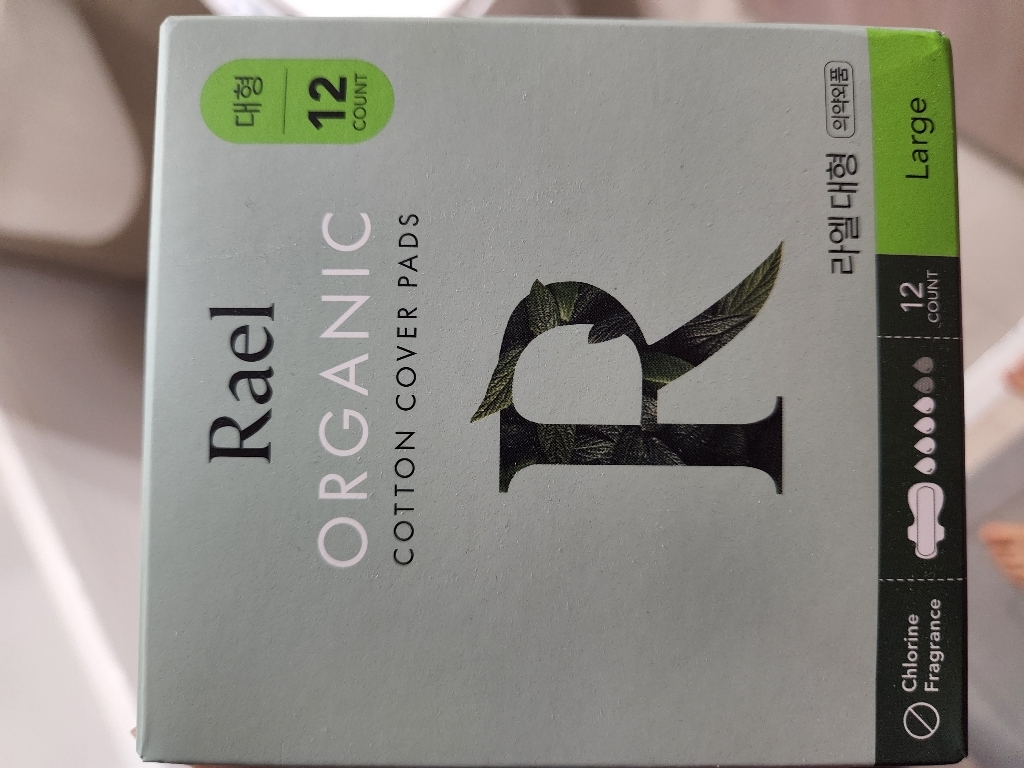 Rael
대형
12
COUNT
ORGANIC
COTTON COVER PADS
R
라엘 대형 의약외품
Chlorine
Fragrance
12
COUNT
Large